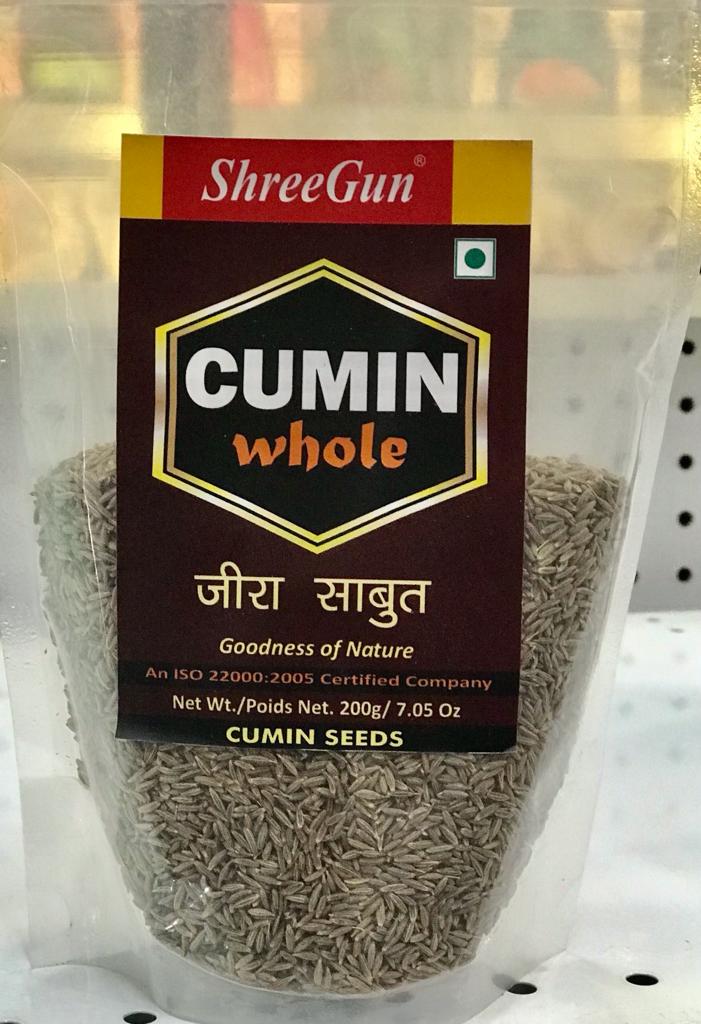 ShreeGun®
CUMIN
whole
जीरा साबुत
Goodness of Nature
An ISO 22000:2005 Certified Company
Net Wt./Poids Net. 200g/ 7.05 Oz
CUMIN SEEDS